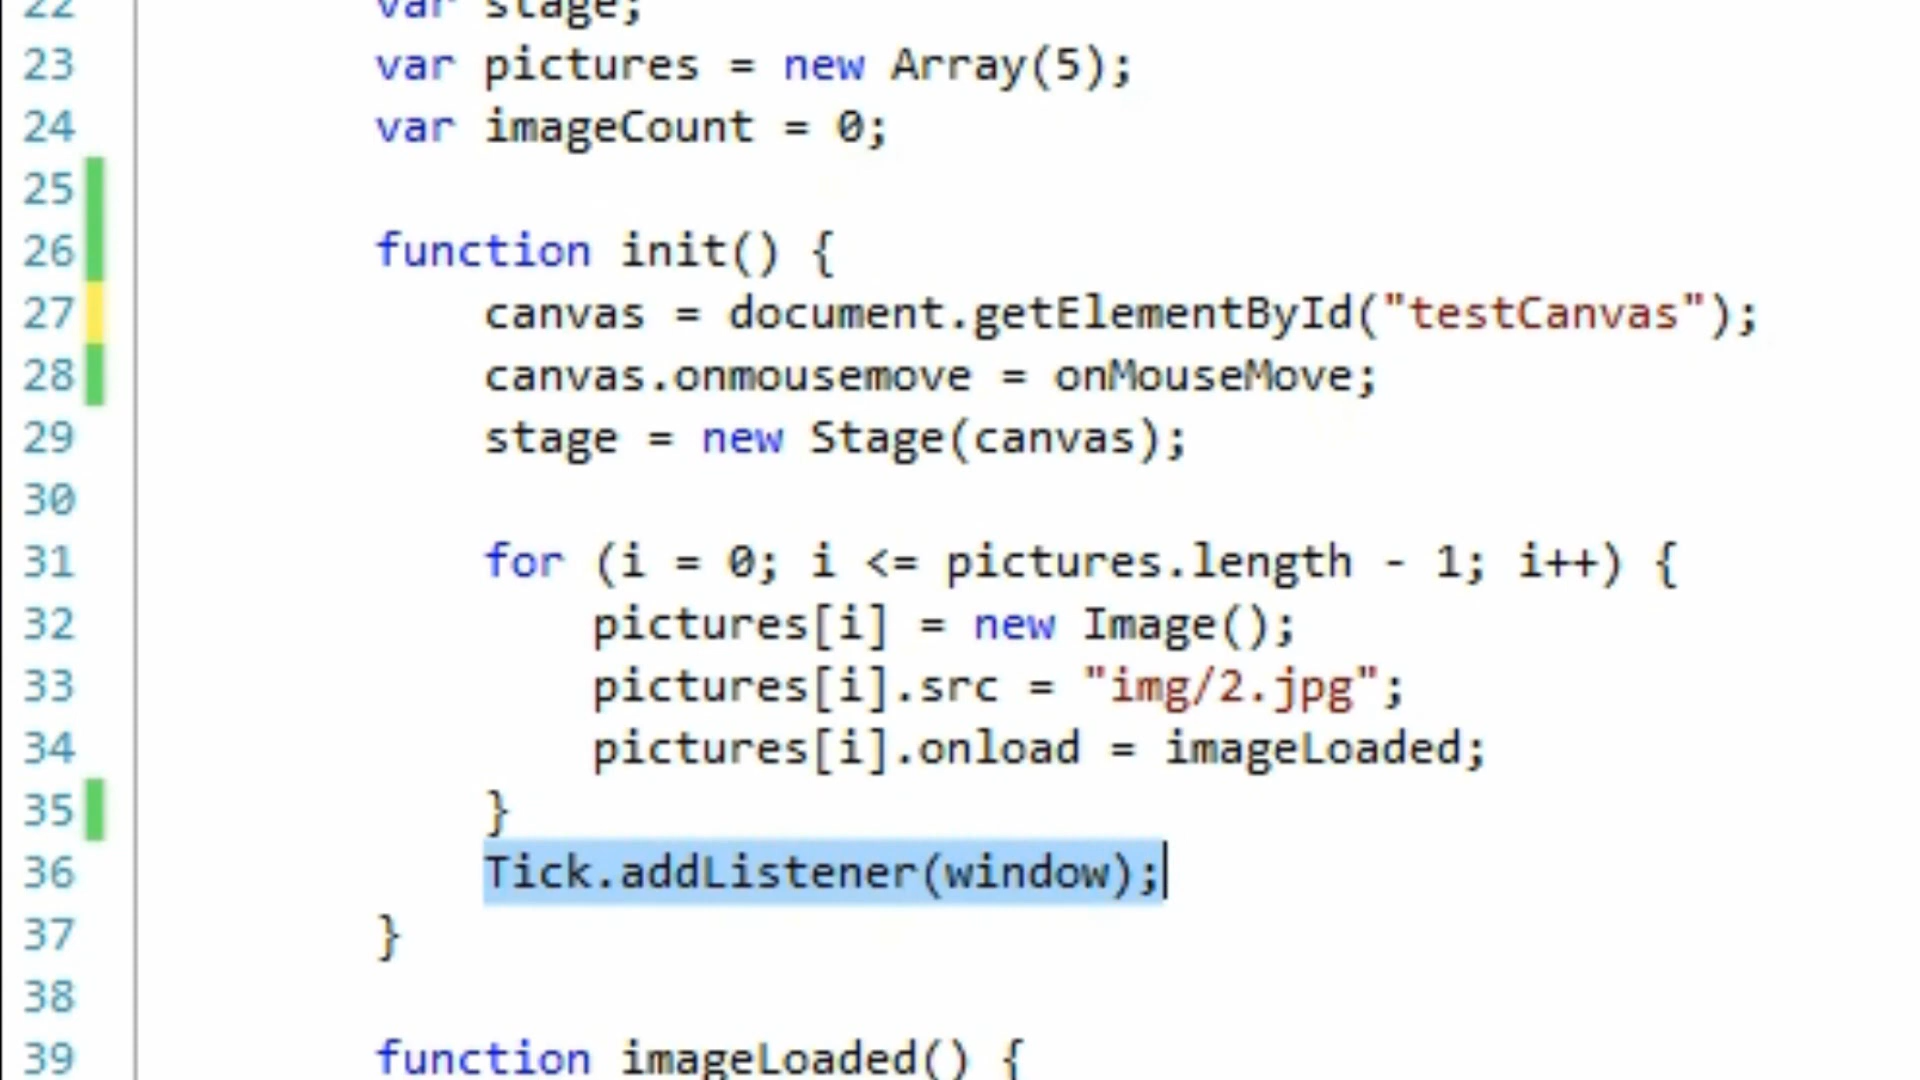 22 var stage;
23 var pictures = new Array(5);
24 var imageCount = 0;
25
26 function init() {
27 canvas = document.getElementById("testCanvas");
28 canvas.onmousemove = onMouseMove;
29 stage = new Stage(canvas);
30
31 for (i = 0; i <= pictures.length - 1; i++) {
32 pictures[i] = new Image();
33 pictures[i].src = "img/2.jpg";
34 pictures[i].onload = imageLoaded;
35 }
36 Tick.addListener(window);
37 }
38
39 function imageLoaded() {